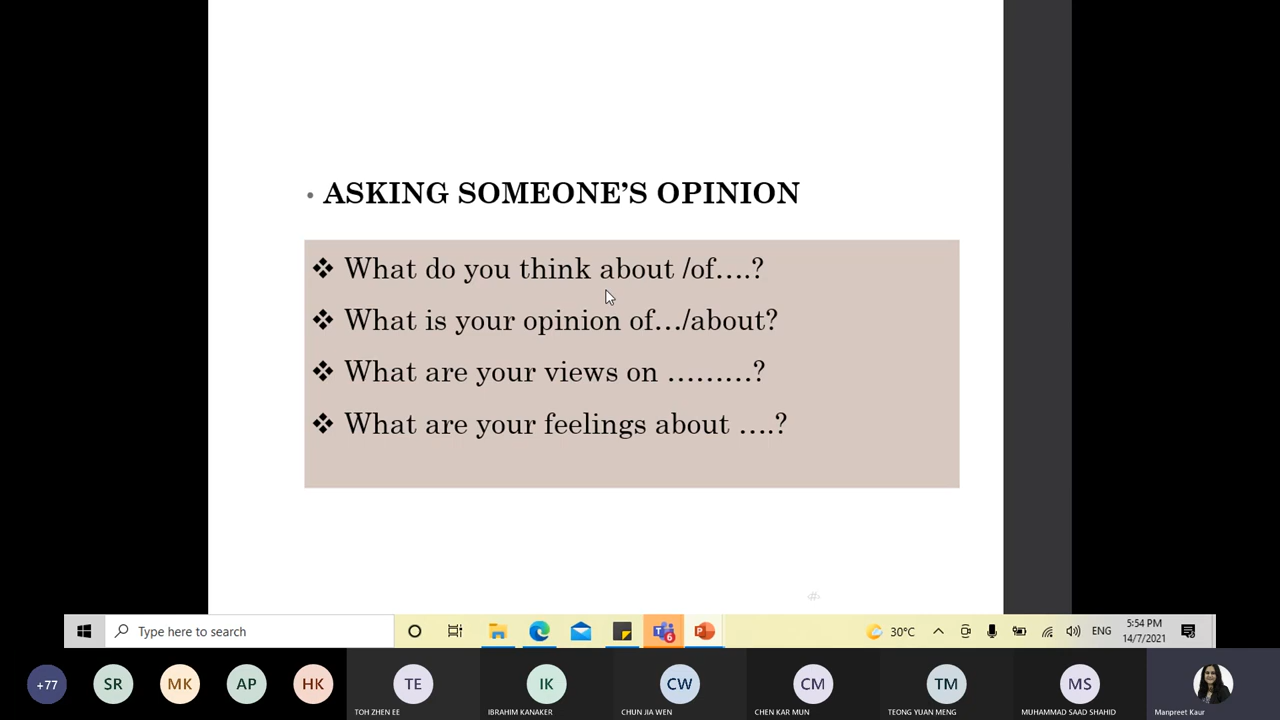 • ASKING SOMEONE’S OPINION
❖ What do you think about /of….?
❖ What is your opinion of…/about?
❖ What are your views on ………?
❖ What are your feelings about ….?
#
Type here to search
6
30°C
ENG
5:54 PM
14/7/2021
+77
SR
MK
AP
HK
TE
IK
CW
CM
TM
MS
TOH ZHEN EE
IBRAHIM KANAKER
CHUN JIA WEN
CHEN KAR MUN
TEONG YUAN MENG
MUHAMMAD SAAD SHAHID
Manpreet Kaur